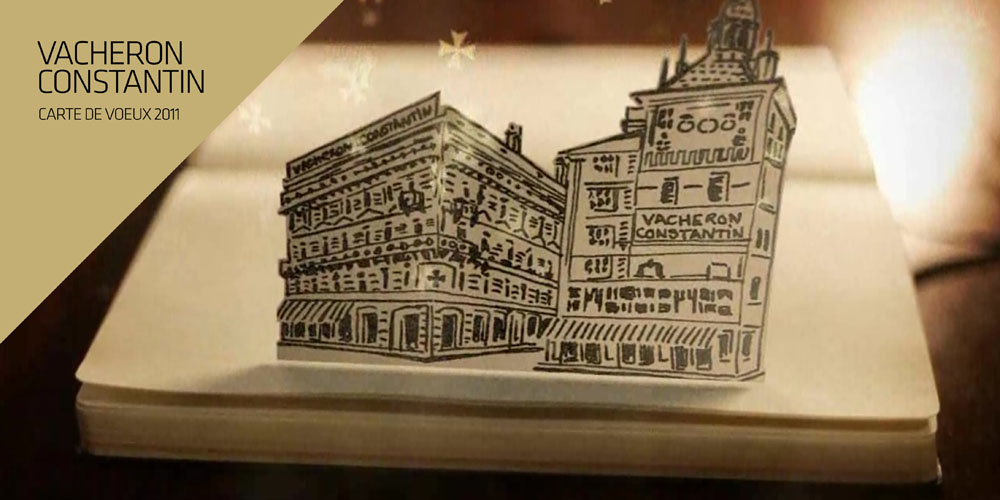 VACHERON
CONSTANTIN
CARTE DE VOEUX 2011
VACHERON CONSTANTIN
VACHERON
CONSTANTIN